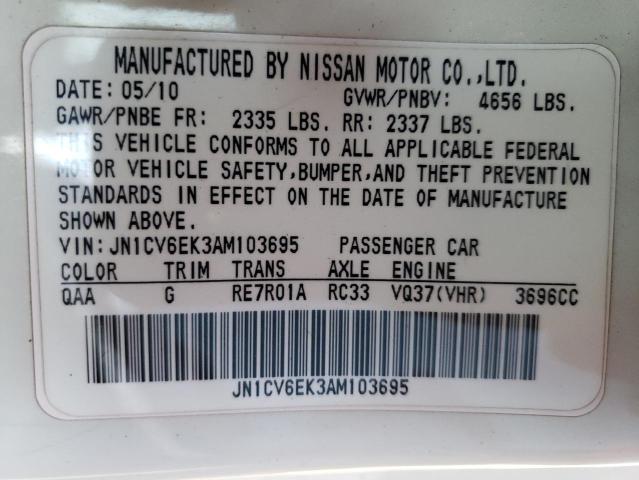 MANUFACTURED BY NISSAN MOTOR CO.,LTD.
DATE: 05/10 GVWR/PNBV: 4656 LBS.
GAWR/PNBE FR: 2335 LBS. RR: 2337 LBS.
THIS VEHICLE CONFORMS TO ALL APPLICABLE FEDERAL
MOTOR VEHICLE SAFETY,BUMPER,AND THEFT PREVENTION
STANDARDS IN EFFECT ON THE DATE OF MANUFACTURE
SHOWN ABOVE.
VIN: JN1CV6EK3AM103695 PASSENGER CAR
COLOR TRIM TRANS AXLE ENGINE
QAA G RE7R01A RC33 VQ37(VHR) 3696CC
JN1CV6EK3AM103695